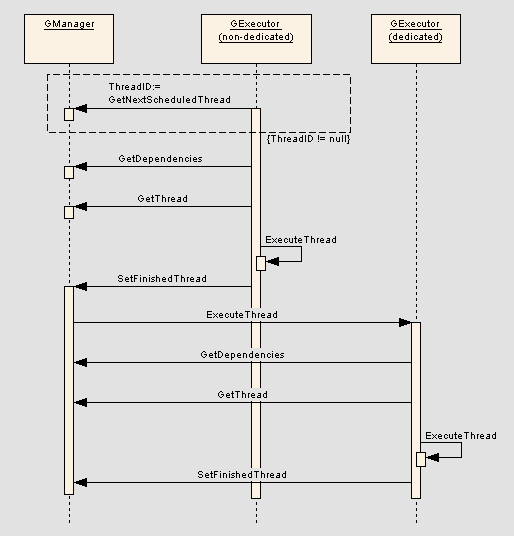 GManager
GExecutor
(non-dedicated)
GExecutor
(dedicated)
ThreadID:=
GetNextScheduledThread
{ThreadID != null}
GetDependencies
GetThread
ExecuteThread
SetFinishedThread
ExecuteThread
GetDependencies
GetThread
ExecuteThread
SetFinishedThread